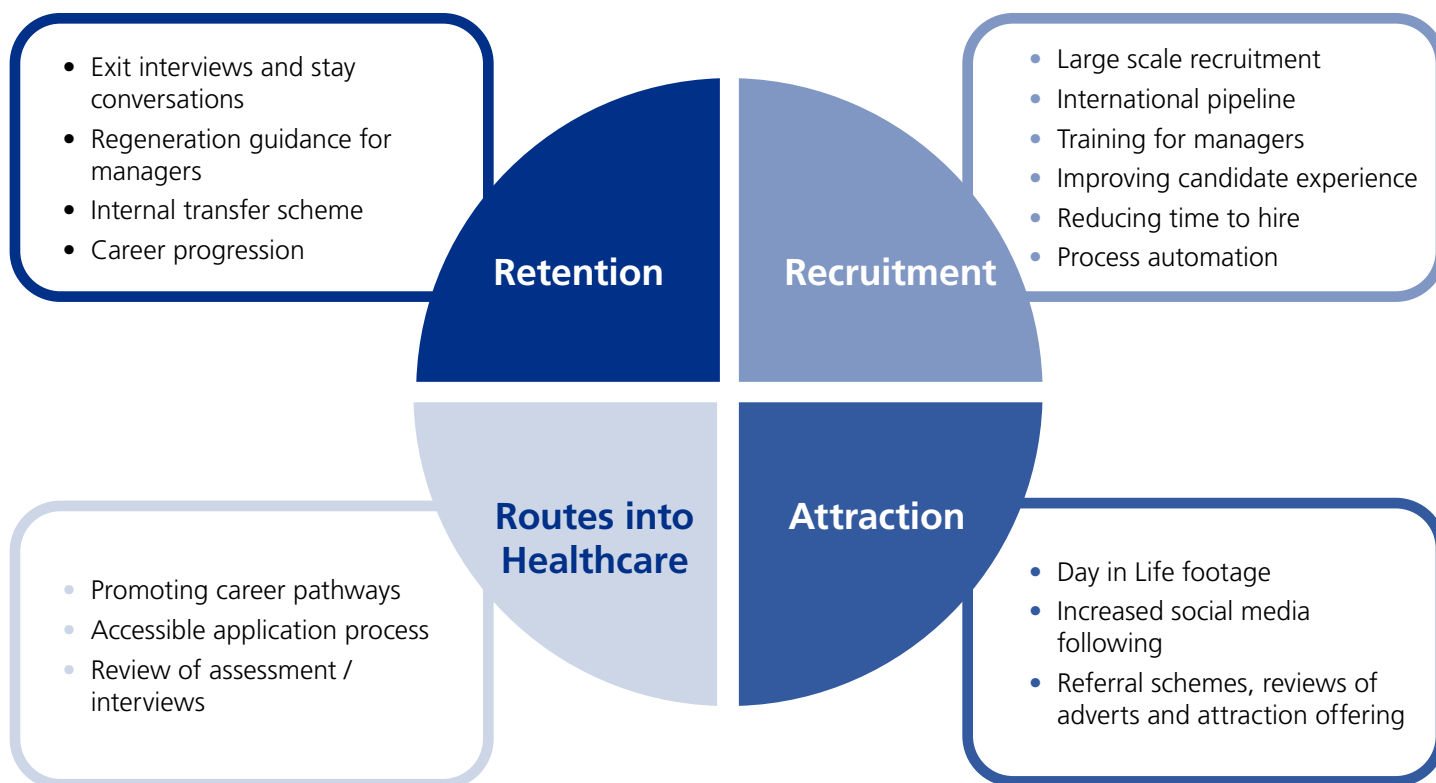 • Exit interviews and stay
conversations
• Regeneration guidance for
managers
• Internal transfer scheme
• Career progression
Retention
• Large scale recruitment
• International pipeline
• Training for managers
• Improving candidate experience
• Reducing time to hire
• Process automation
Recruitment
Routes into
Healthcare
• Promoting career pathways
• Accessible application process
• Review of assessment /
interviews
Attraction
• Day in Life footage
• Increased social media
following
• Referral schemes, reviews of
adverts and attraction offering